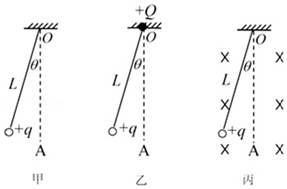 +Q
O O O
θ θ θ
L L L
× ×
× ×
+q +q +q
× ×
A A A
甲 乙 丙